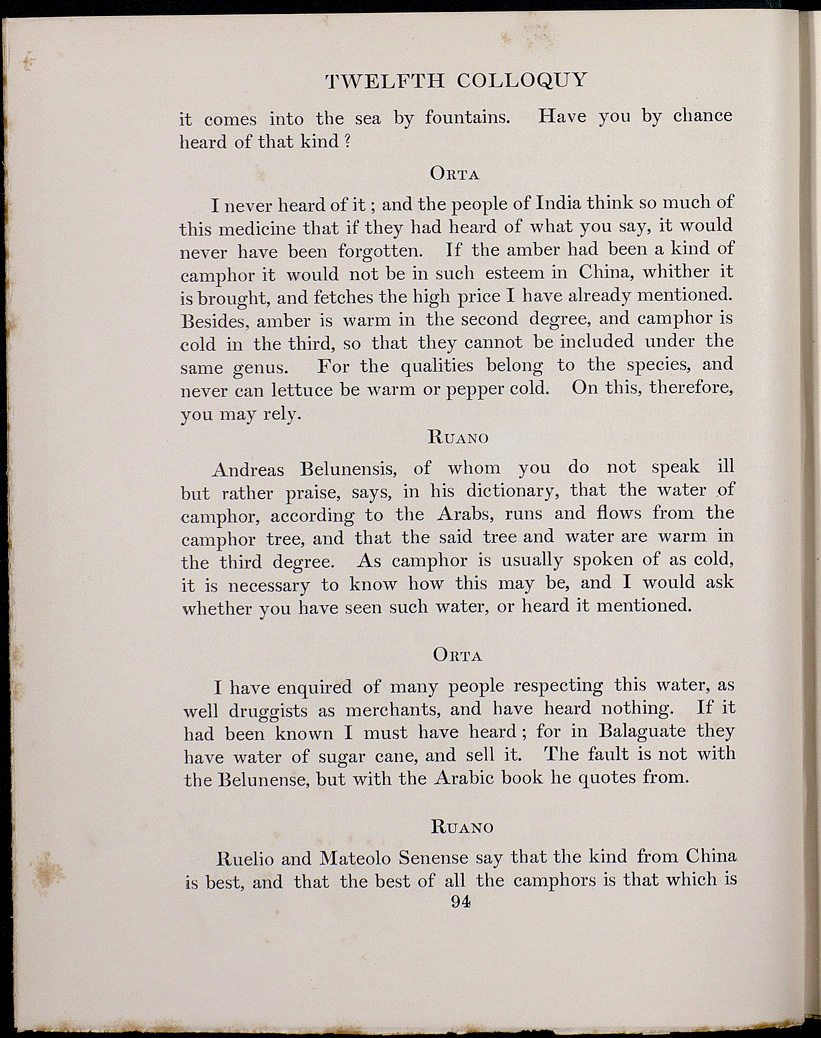 TWELFTH COLLOQUY
it comes into the sea by fountains. Have you by chance
heard of that kind ?
ORTA
I never heard of it ; and the people of India think so much of
this medicine that if they had heard of what you say, it would
never have been forgotten. If the amber had been a kind of
camphor it would not be in such esteem in China, whither it
is brought, and fetches the high price I have already mentioned.
Besides, amber is warm in the second degree, and camphor is
cold in the third, so that they cannot be included under the
same genus. For the qualities belong to the species, and
never can lettuce be warm or pepper cold. On this, therefore,
you may rely.
RUANO
Andreas Belunensis, of whom you do not speak ill
but rather praise, says, in his dictionary, that the water of
camphor, according to the Arabs, runs and flows from the
camphor tree, and that the said tree and water are warm in
the third degree. As camphor is usually spoken of as cold,
it is necessary to know how this may be, and I would ask
whether you have seen such water, or heard it mentioned.
ORTA
I have enquired of many people respecting this water, as
well druggists as merchants, and have heard nothing. If it
had been known I must have heard ; for in Balaguate they
have water of sugar cane, and sell it. The fault is not with
the Belunense, but with the Arabic book he quotes from.
RUANO
Ruelio and Mateolo Senense say that the kind from China
is best, and that the best of all the camphors is that which is
94